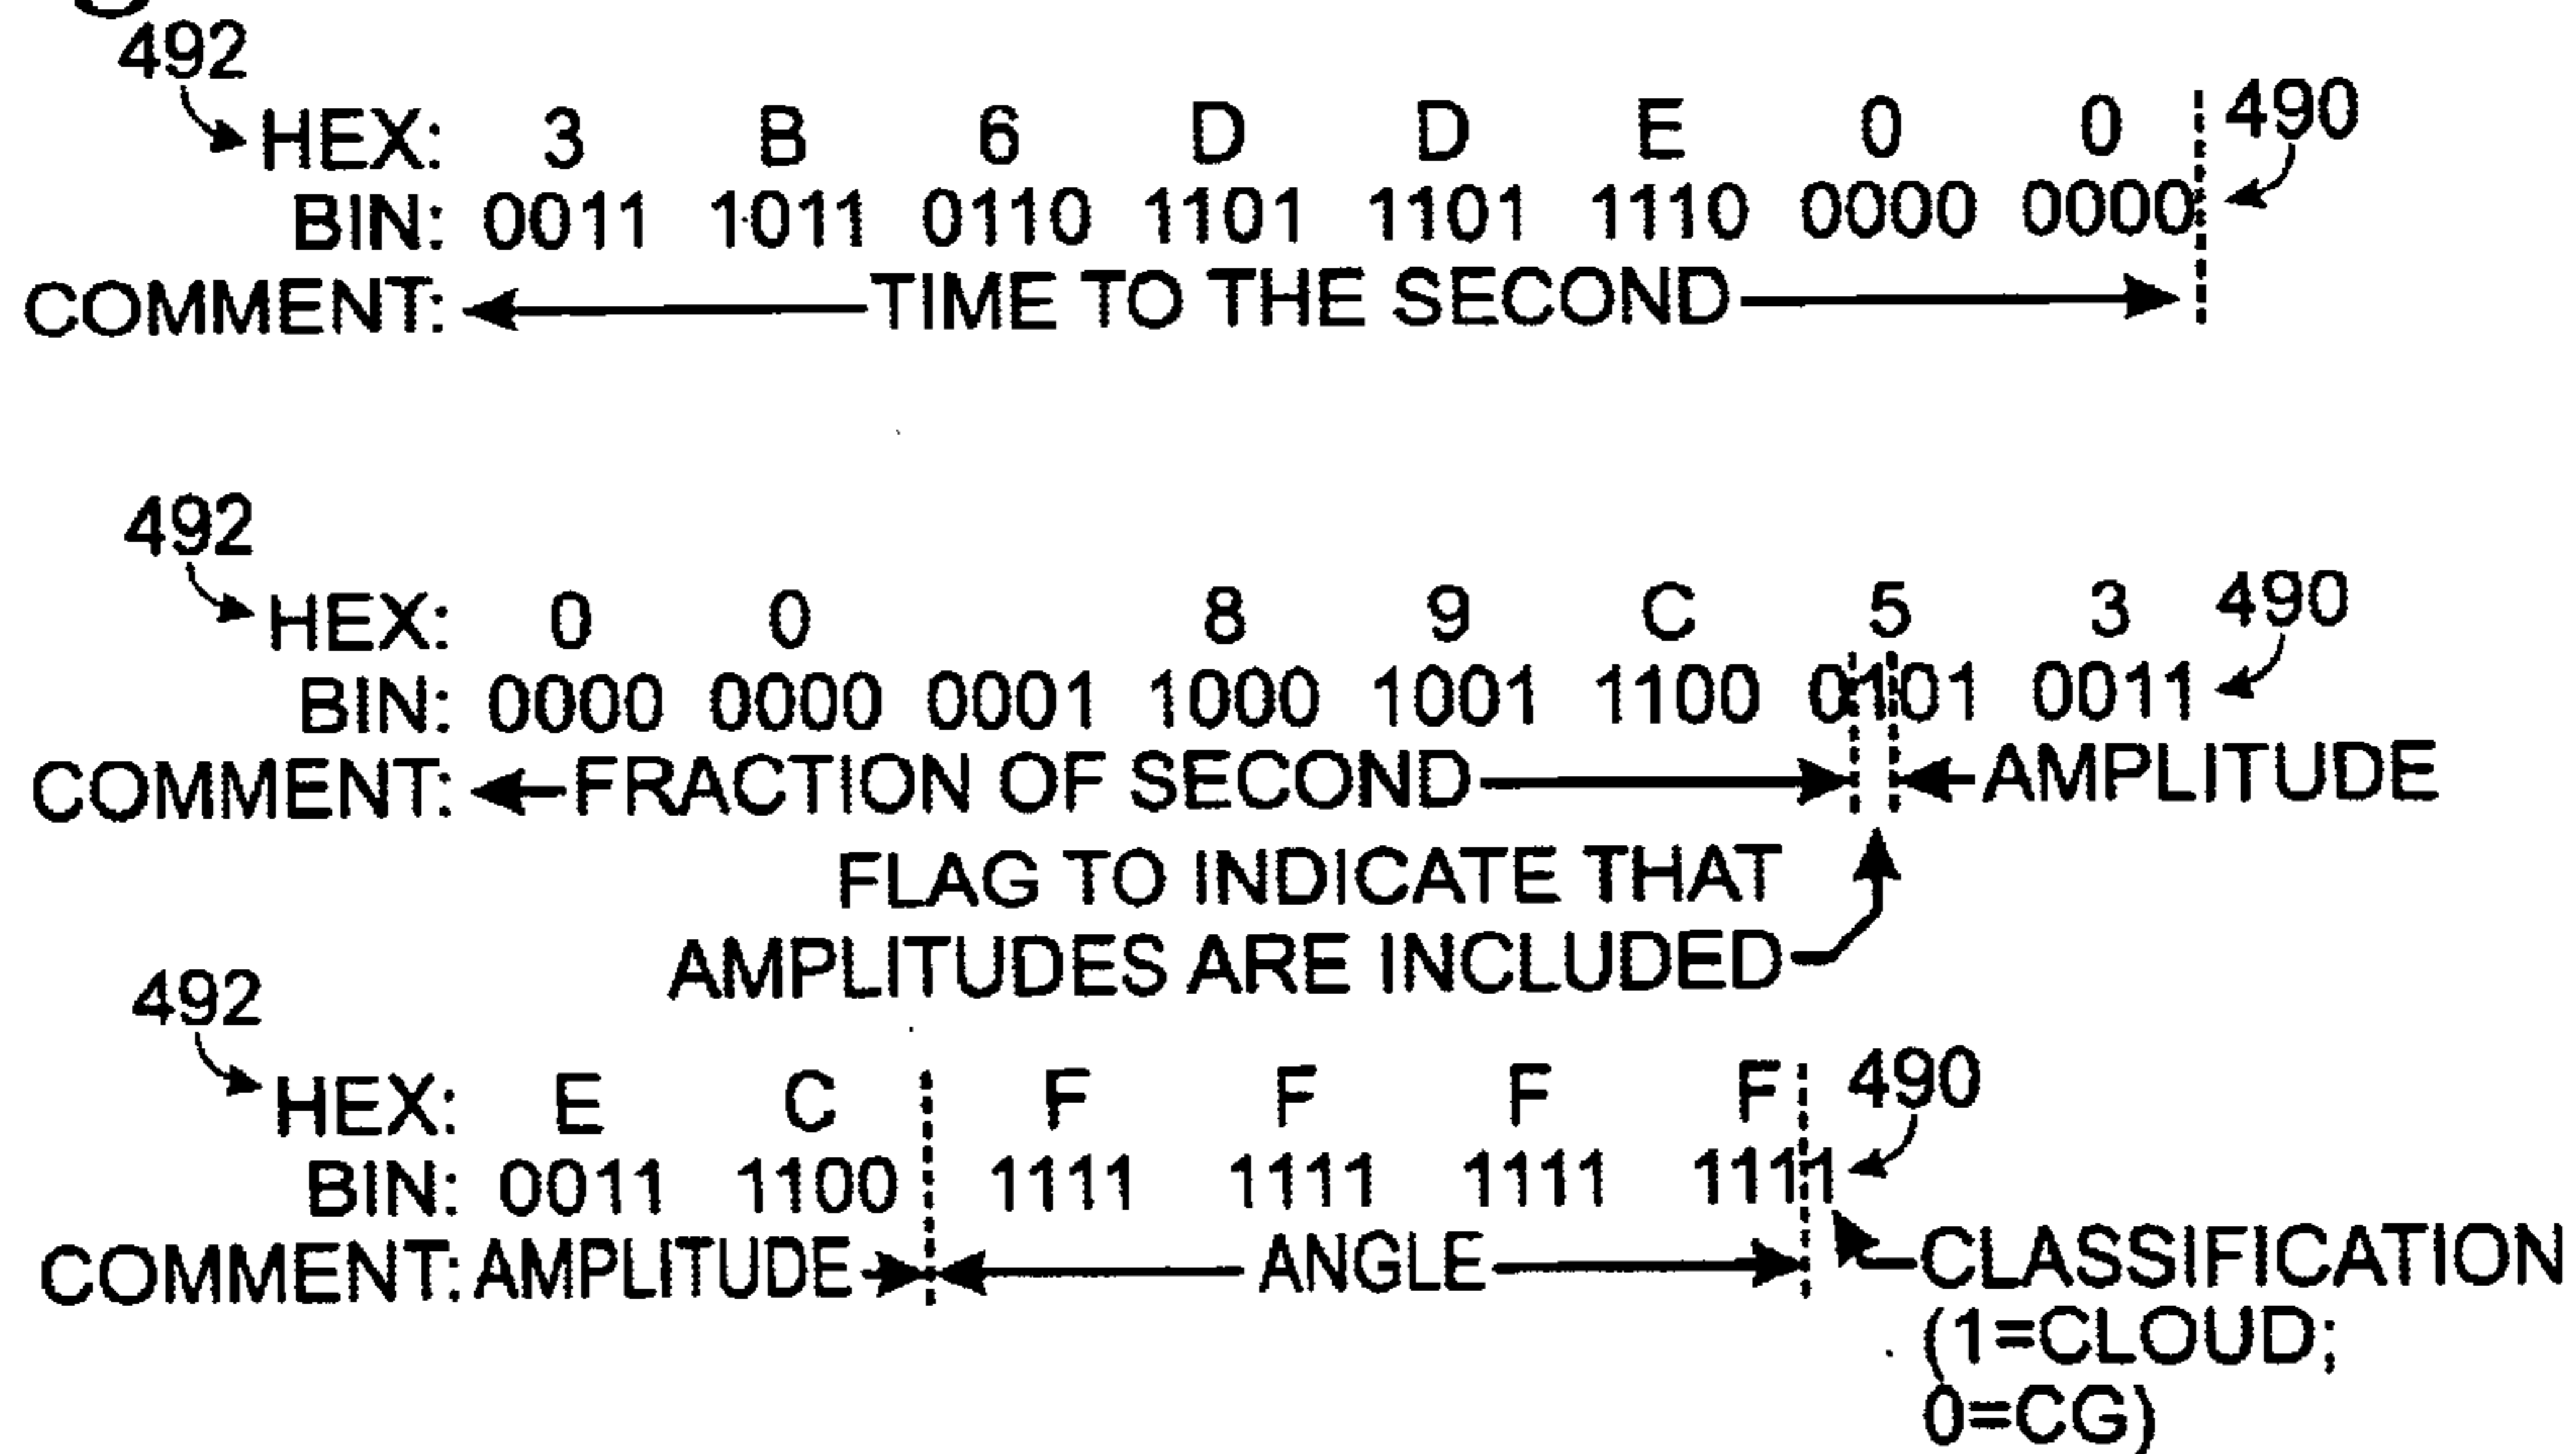 492
HEX: 3 B 6 D D E 0 0 490
BIN: 0011 1011 0110 1101 1101 1110 0000 0000
COMMENT: TIME TO THE SECOND
492
HEX: 0 0 8 9 C 5 3 490
BIN: 0000 0000 0001 1000 1001 1100 0101 0011
COMMENT: FRACTION OF SECOND AMPLITUDE
FLAG TO INDICATE THAT
AMPLITUDES ARE INCLUDED
492
HEX: E C F F F F 490
BIN: 0011 1100 1111 1111 1111 1111
COMMENT: AMPLITUDE ANGLE CLASSIFICATION
(1=CLOUD;
0=CG)